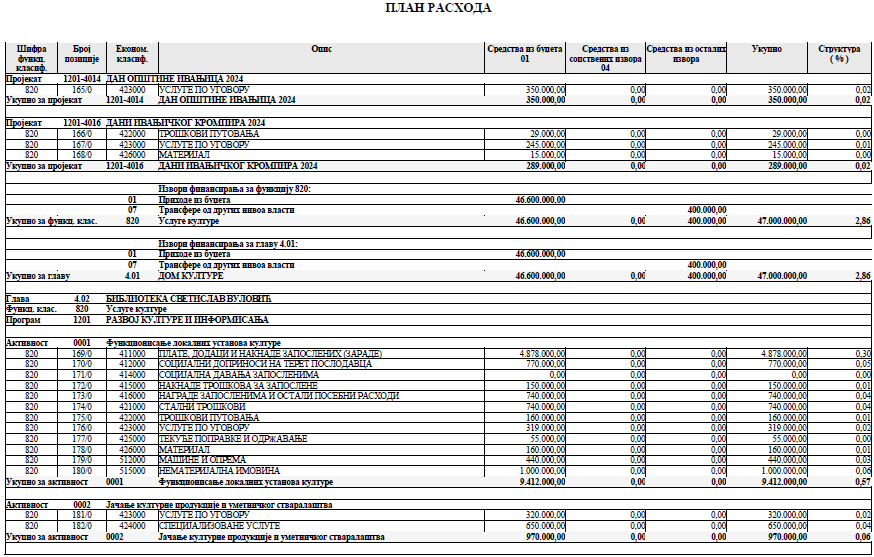 ПЛАН РАСХОДА
Шифра функц. класиф. Број позиције Економ. класиф. Опис Средства из буџета 01 Средства из сопствених извора 04 Средства из осталих извора Укупно Структура ( % )
Пројекат 1201-4014 ДАН ОПШТИНЕ ИВАЊИЦА 2024
820 165/0 423000 УСЛУГЕ ПО УГОВОРУ 350.000,00 0,00 0,00 350.000,00 0,02
Укупно за пројекат 1201-4014 ДАН ОПШТИНЕ ИВАЊИЦА 2024 350.000,00 0,00 0,00 350.000,00 0,02
Пројекат 1201-4016 ДАНИ ИВАЊИЧКОГ КРОМПИРА 2024
820 166/0 422000 ТРОШКОВИ ПУТОВАЊА 29.000,00 0,00 0,00 29.000,00 0,00
820 167/0 423000 УСЛУГЕ ПО УГОВОРУ 245.000,00 0,00 0,00 245.000,00 0,01
820 168/0 426000 МАТЕРИЈАЛ 15.000,00 0,00 0,00 15.000,00 0,00
Укупно за пројекат 1201-4016 ДАНИ ИВАЊИЧКОГ КРОМПИРА 2024 289.000,00 0,00 0,00 289.000,00 0,02
Извори финансирања за функцију 820:
01 Приходе из буџета 46.600.000,00
07 Трансфере од других нивоа власти 400.000,00
Укупно за функц. клас. 820 Услуге културе 46.600.000,00 0,00 400.000,00 47.000.000,00 2,86
Извори финансирања за главу 4.01:
01 Приходе из буџета 46.600.000,00
07 Трансфере од других нивоа власти 400.000,00
Укупно за главу 4.01 ДОМ КУЛТУРЕ 46.600.000,00 0,00 400.000,00 47.000.000,00 2,86
Глава 4.02 БИБЛИОТЕКА СВЕТИСЛАВ ВУЛОВИЋ
Функц. клас. 820 Услуге културе
Програм 1201 РАЗВОЈ КУЛТУРЕ И ИНФОРМИСАЊА
Активност 0001 Функционисање локалних установа културе
820 169/0 411000 ПЛАТЕ, ДОДАЦИ И НАКНАДЕ ЗАПОСЛЕНИХ (ЗАРАДЕ) 4.878.000,00 0,00 0,00 4.878.000,00 0,30
820 170/0 412000 СОЦИЈАЛНИ ДОПРИНОСИ НА ТЕРЕТ ПОСЛОДАВЦА 770.000,00 0,00 0,00 770.000,00 0,05
820 171/0 414000 СОЦИЈАЛНА ДАВАЊА ЗАПОСЛЕНИМА 0,00 0,00 0,00 0,00 0,00
820 172/0 415000 НАКНАДЕ ТРОШКОВА ЗА ЗАПОСЛЕНЕ 150.000,00 0,00 0,00 150.000,00 0,01
820 173/0 416000 НАГРАДЕ ЗАПОСЛЕНИМА И ОСТАЛИ ПОСЕБНИ РАСХОДИ 740.000,00 0,00 0,00 740.000,00 0,04
820 174/0 421000 СТАЛНИ ТРОШКОВИ 740.000,00 0,00 0,00 740.000,00 0,04
820 175/0 422000 ТРОШКОВИ ПУТОВАЊА 160.000,00 0,00 0,00 160.000,00 0,01
820 176/0 423000 УСЛУГЕ ПО УГОВОРУ 319.000,00 0,00 0,00 319.000,00 0,02
820 177/0 425000 ТЕКУЋЕ ПОПРАВКЕ И ОДРЖАВАЊЕ 55.000,00 0,00 0,00 55.000,00 0,00
820 178/0 426000 МАТЕРИЈАЛ 160.000,00 0,00 0,00 160.000,00 0,01
820 179/0 512000 МАШИНЕ И ОПРЕМА 440.000,00 0,00 0,00 440.000,00 0,03
820 180/0 515000 НЕМАТЕРИЈАЛНА ИМОВИНА 1.000.000,00 0,00 0,00 1.000.000,00 0,06
Укупно за активност 0001 Функционисање локалних установа културе 9.412.000,00 0,00 0,00 9.412.000,00 0,57
Активност 0002 Јачање културне продукције и уметничког стваралаштва
820 181/0 423000 УСЛУГЕ ПО УГОВОРУ 320.000,00 0,00 0,00 320.000,00 0,02
820 182/0 424000 СПЕЦИЈАЛИЗОВАНЕ УСЛУГЕ 650.000,00 0,00 0,00 650.000,00 0,04
Укупно за активност 0002 Јачање културне продукције и уметничког стваралаштва 970.000,00 0,00 0,00 970.000,00 0,06